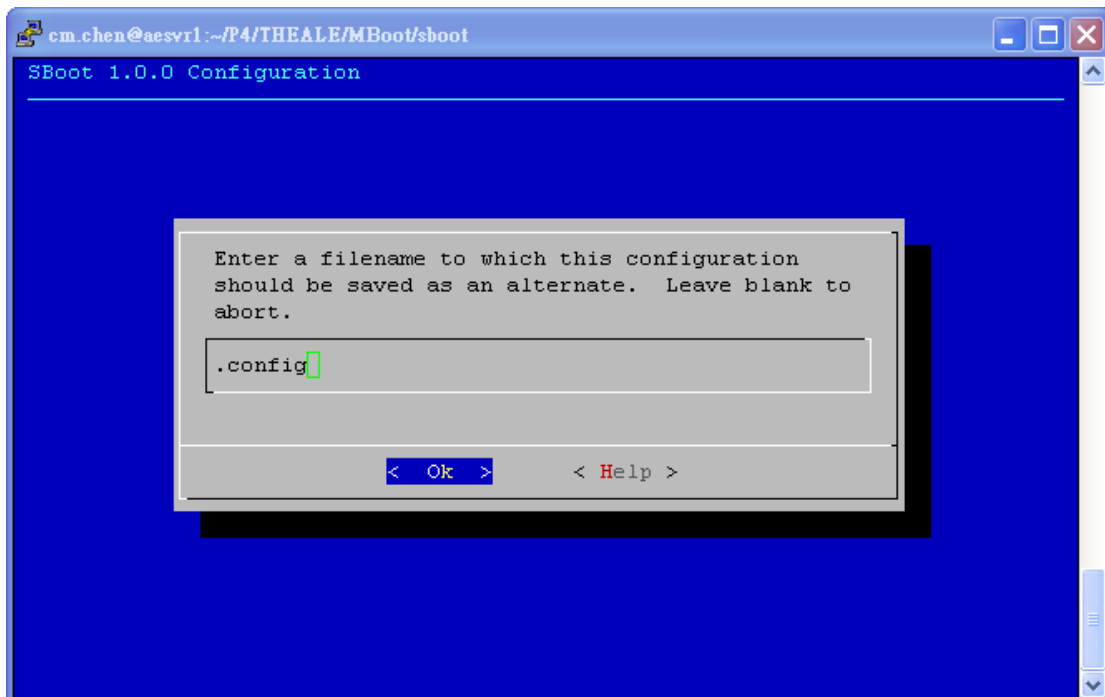 cm.chen@aesvr1:~/P4/THEALE/MBoot/sboot
SBoot 1.0.0 Configuration
Enter a filename to which this configuration
should be saved as an alternate.  Leave blank to
abort.
.config
<  Ok  > < Help >